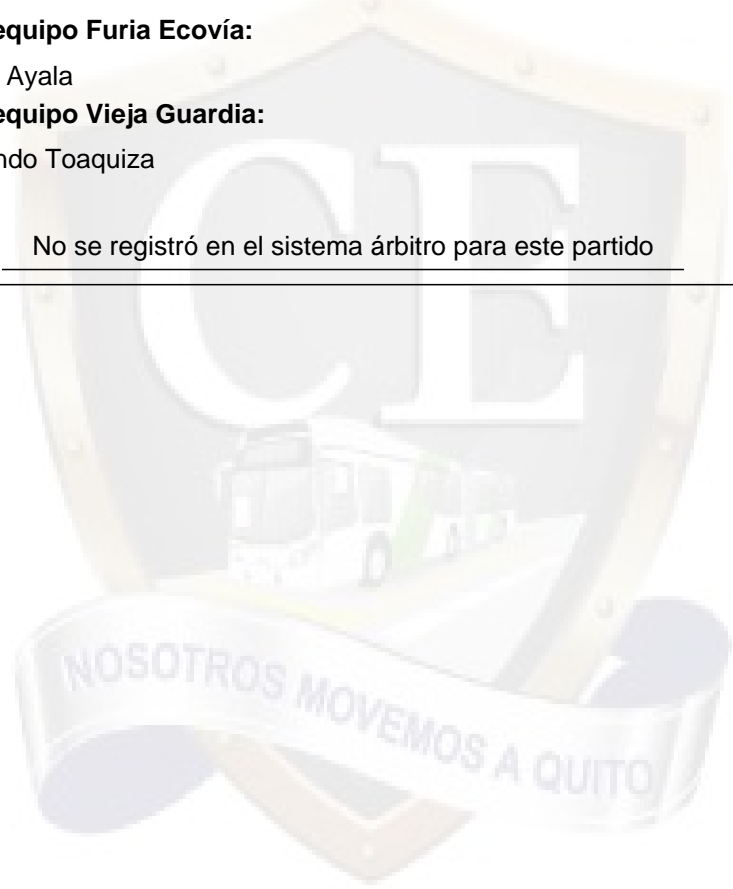 equipo Furia Ecovía:
Ayala
equipo Vieja Guardia:
ndo Toaquiza
No se registró en el sistema árbitro para este partido
CE
NOSOTROS MOVEMOS A QUITO